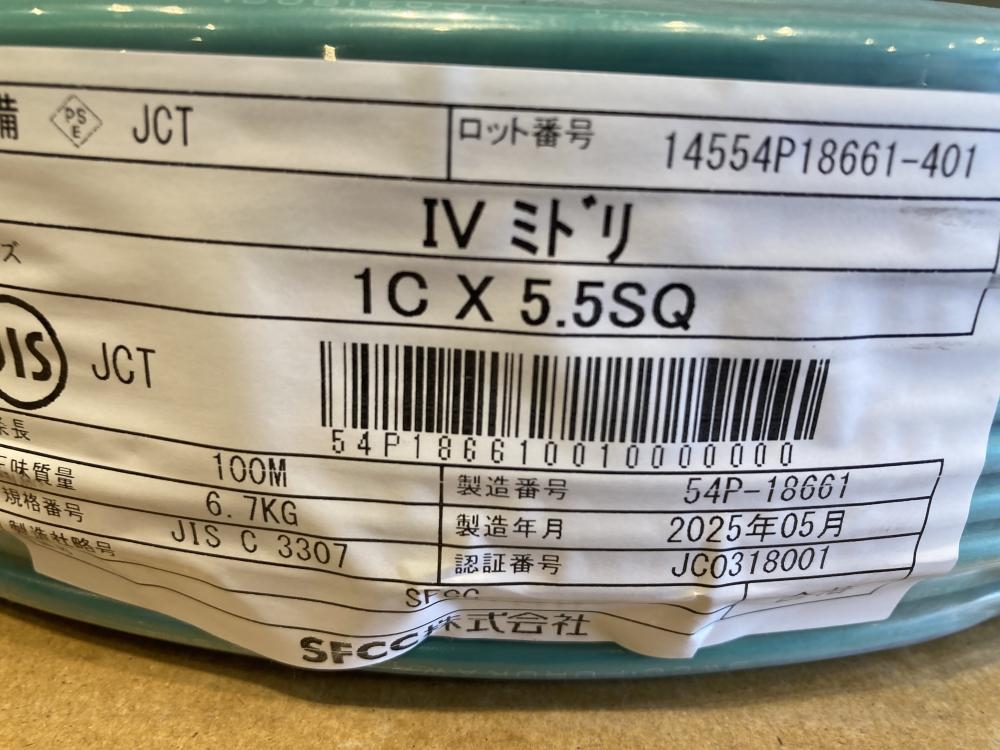 備 PSE JCT ロット番号 14554P18661-401
IV ミドリ
ズ
1C X 5.5SQ
JIS JCT
54P186610010000000
条長 100M
正味質量 6.7KG 製造番号 54P-18661
規格番号 JIS C 3307 製造年月 2025年05月
製造社略号 SFCC 認証番号 JC0318001
SFCC株式会社